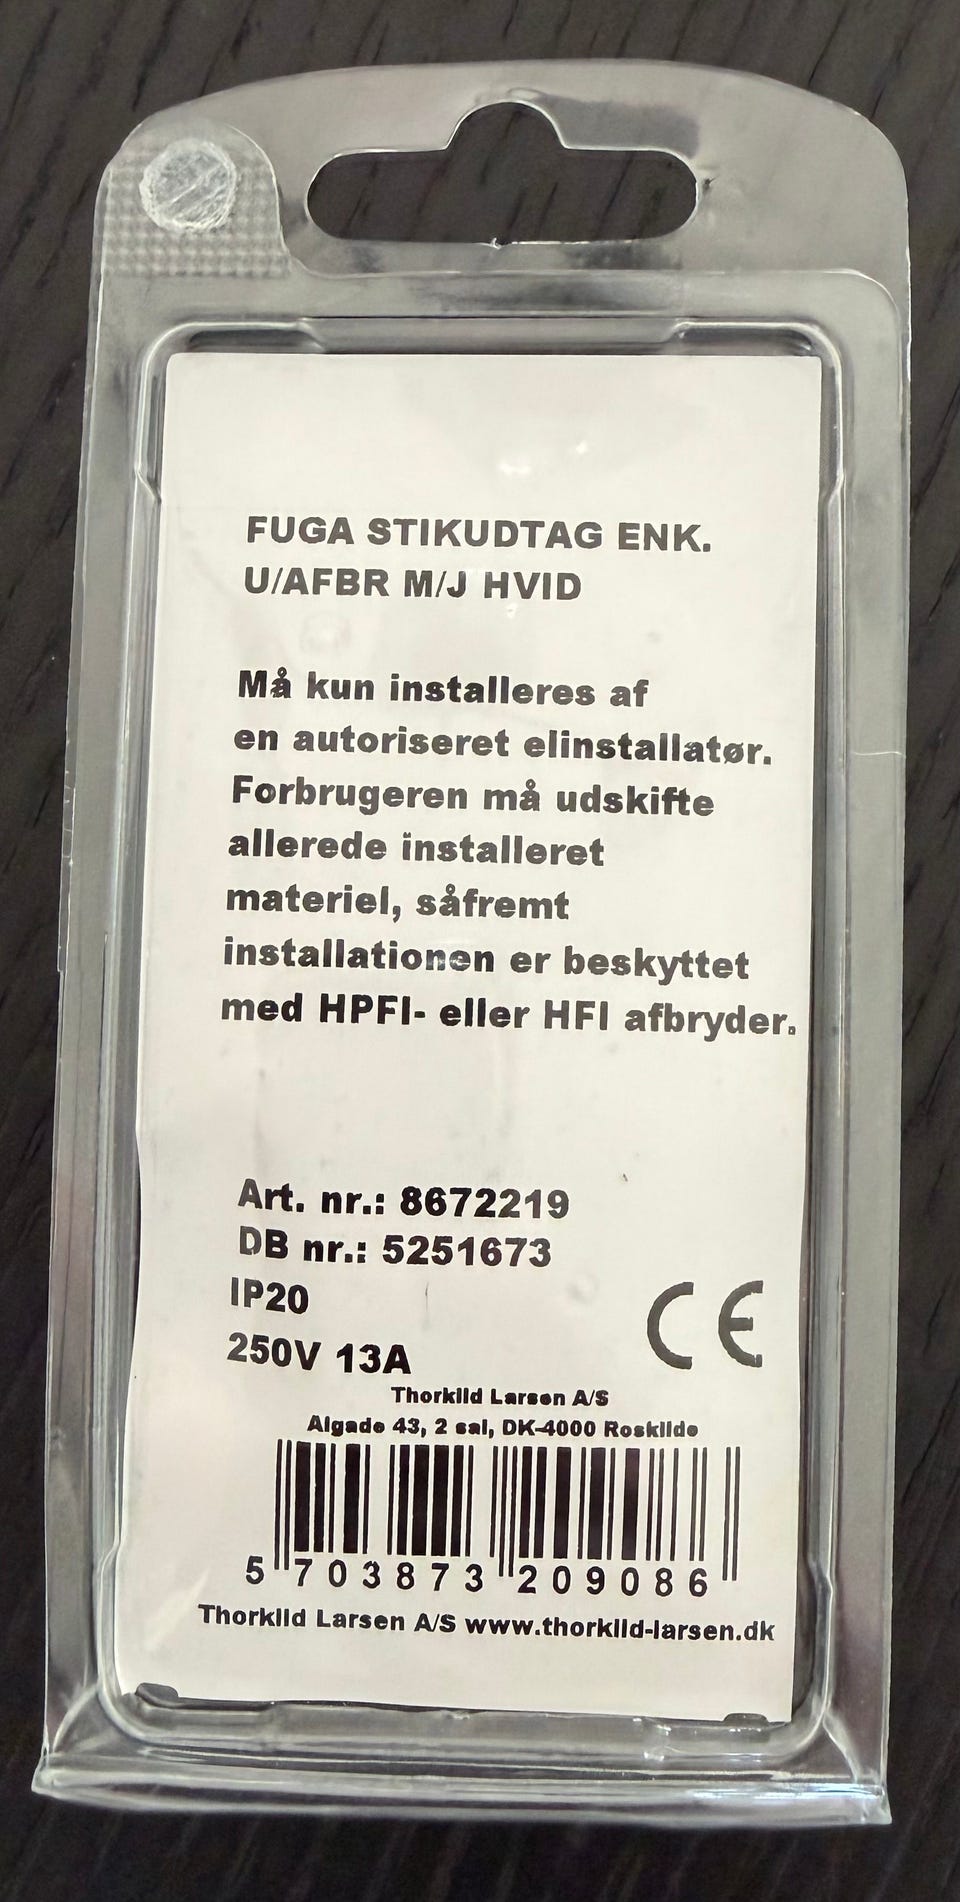 FUGA STIKUDTAG ENK.
U/AFBR M/J HVID
Må kun installeres af
en autoriseret elinstallatør.
Forbrugeren må udskifte
allerede installeret
materiel, såfremt
installationen er beskyttet
med HPFI- eller HFI afbryder.
Art. nr.: 8672219
DB nr.: 5251673
IP20
250V 13A
CE
Thorkild Larsen A/S
Algade 43, 2 sal, DK-4000 Roskilde
5 703873 209086
Thorkild Larsen A/S www.thorkild-larsen.dk